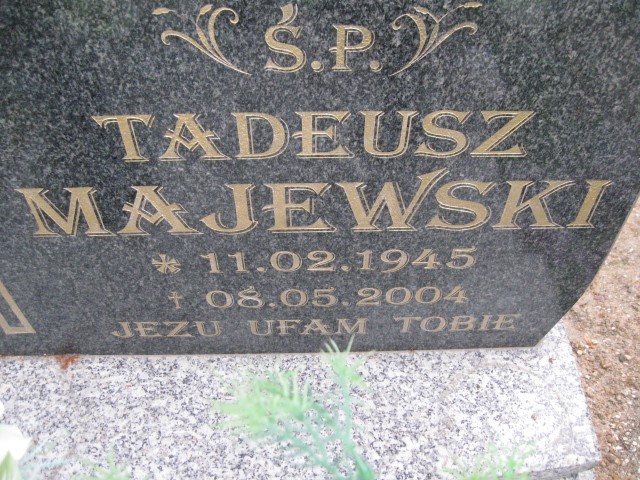 Ś.P.
TADEUSZ
MAJEWSKI
* 11.02.1945
† 08.05.2004
JEZU UFAM TOBIE